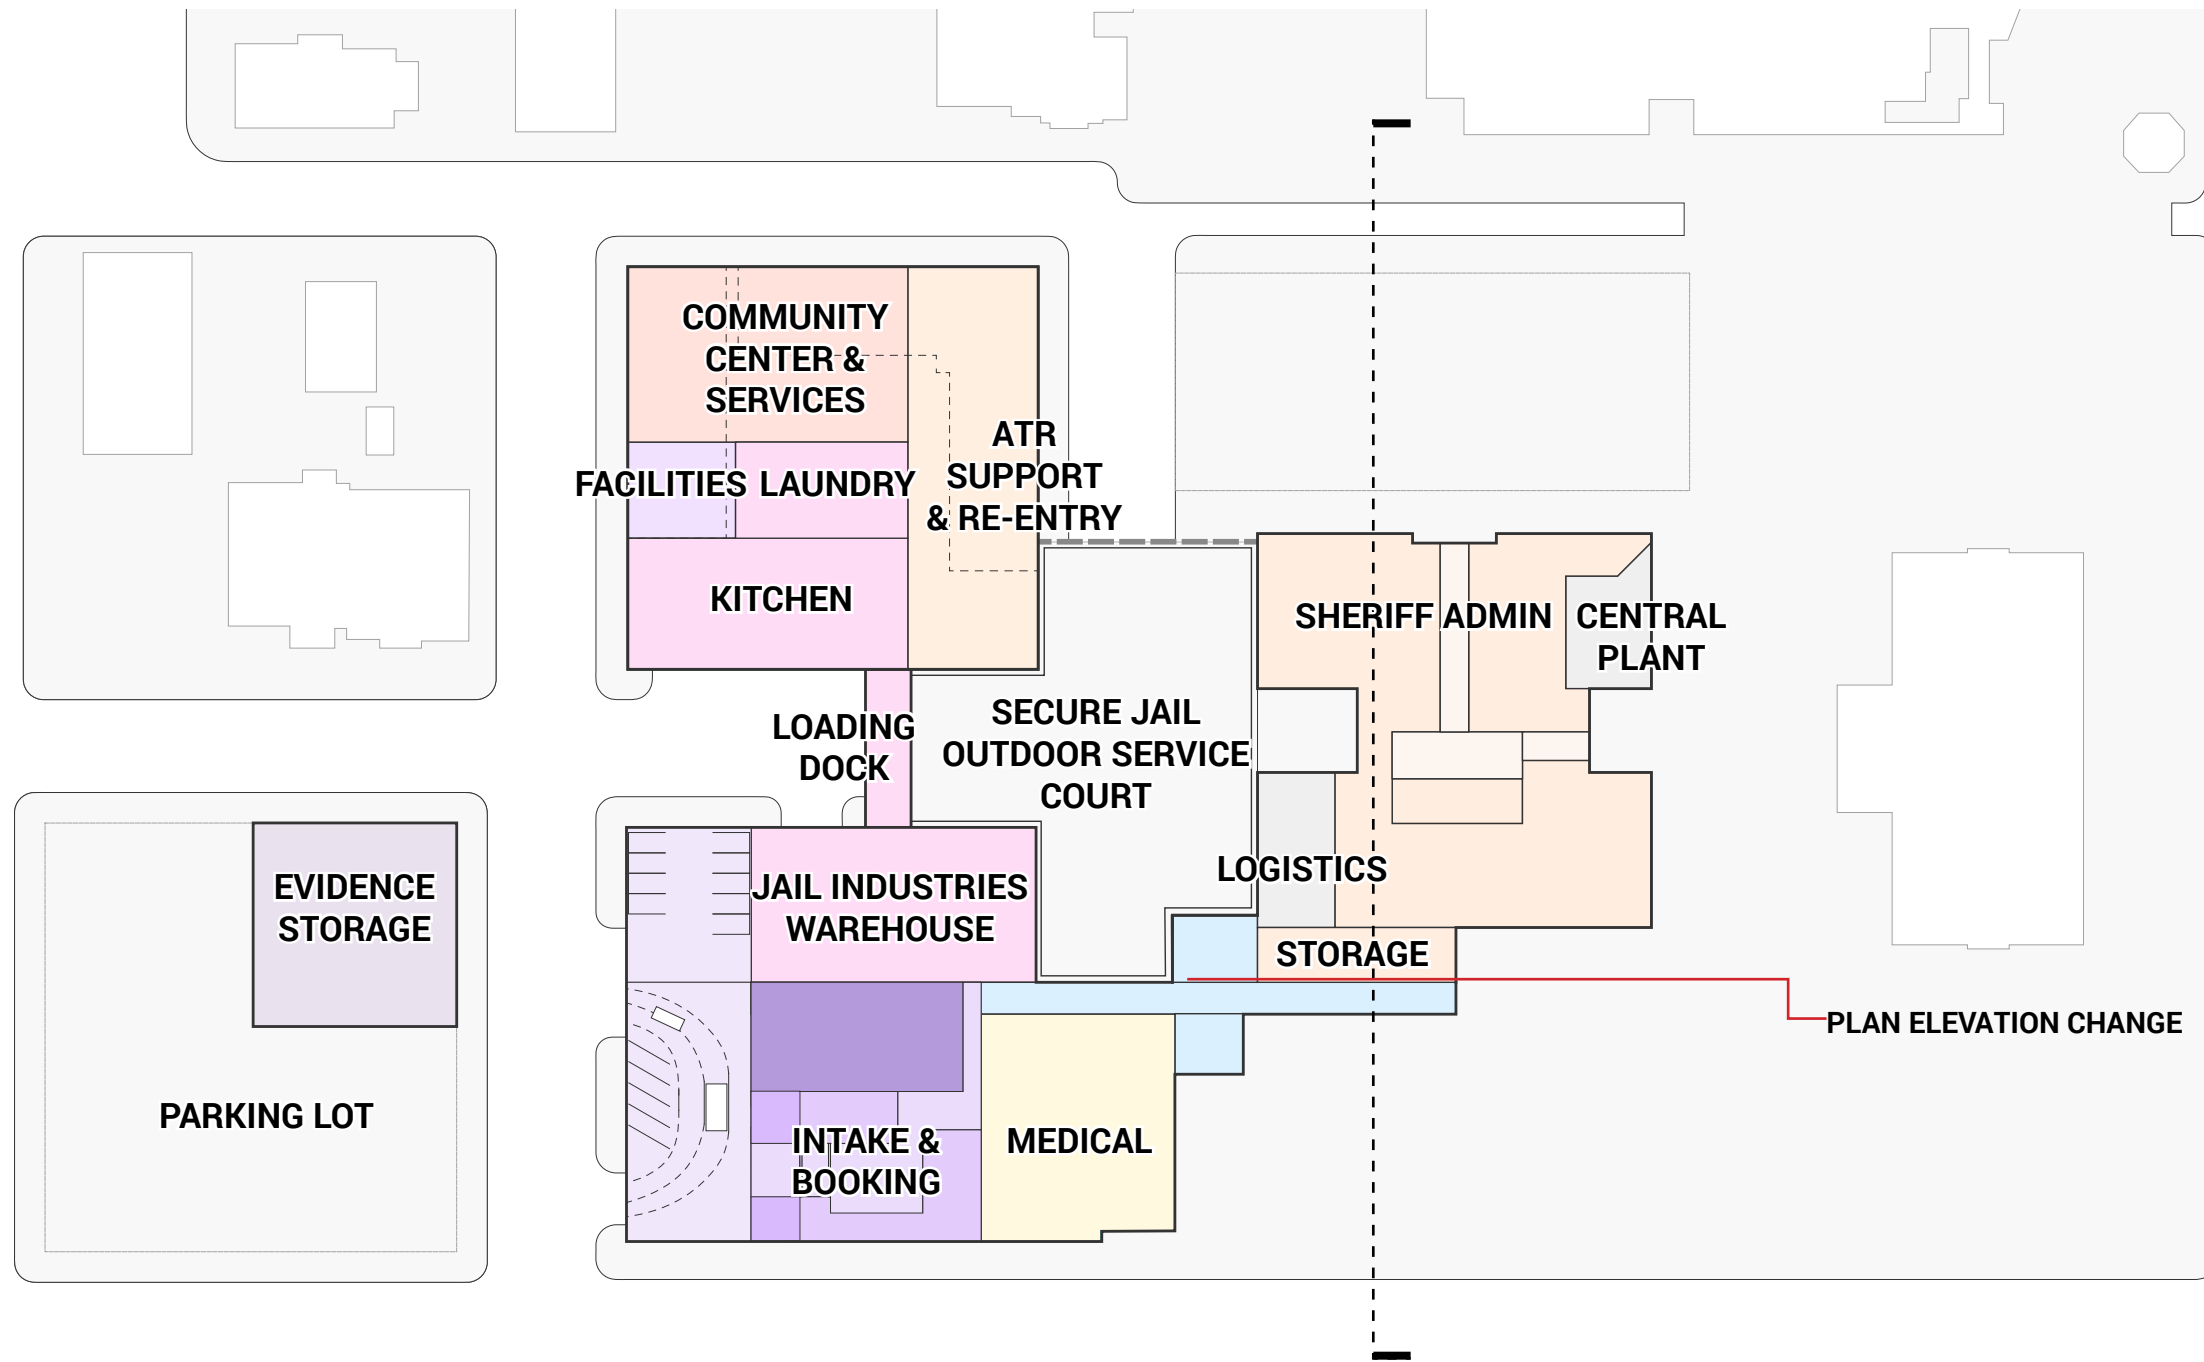 COMMUNITY
CENTER &
SERVICES
ATR
SUPPORT
& RE-ENTRY
FACILITIES
LAUNDRY
KITCHEN
SHERIFF ADMIN
CENTRAL
PLANT
LOADING
DOCK
SECURE JAIL
OUTDOOR SERVICE
COURT
EVIDENCE
STORAGE
JAIL INDUSTRIES
WAREHOUSE
LOGISTICS
STORAGE
PLAN ELEVATION CHANGE
PARKING LOT
INTAKE &
BOOKING
MEDICAL